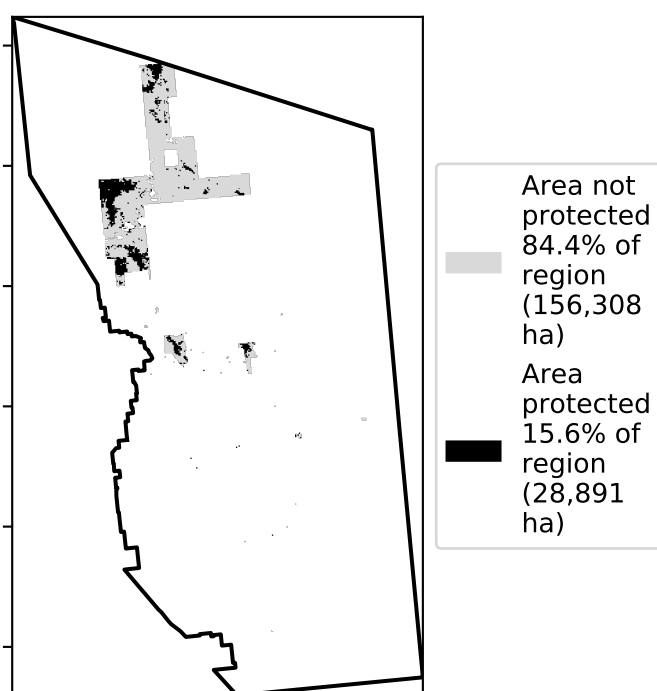 Area not
protected
84.4% of
region
(156,308
ha)
Area
protected
15.6% of
region
(28,891
ha)